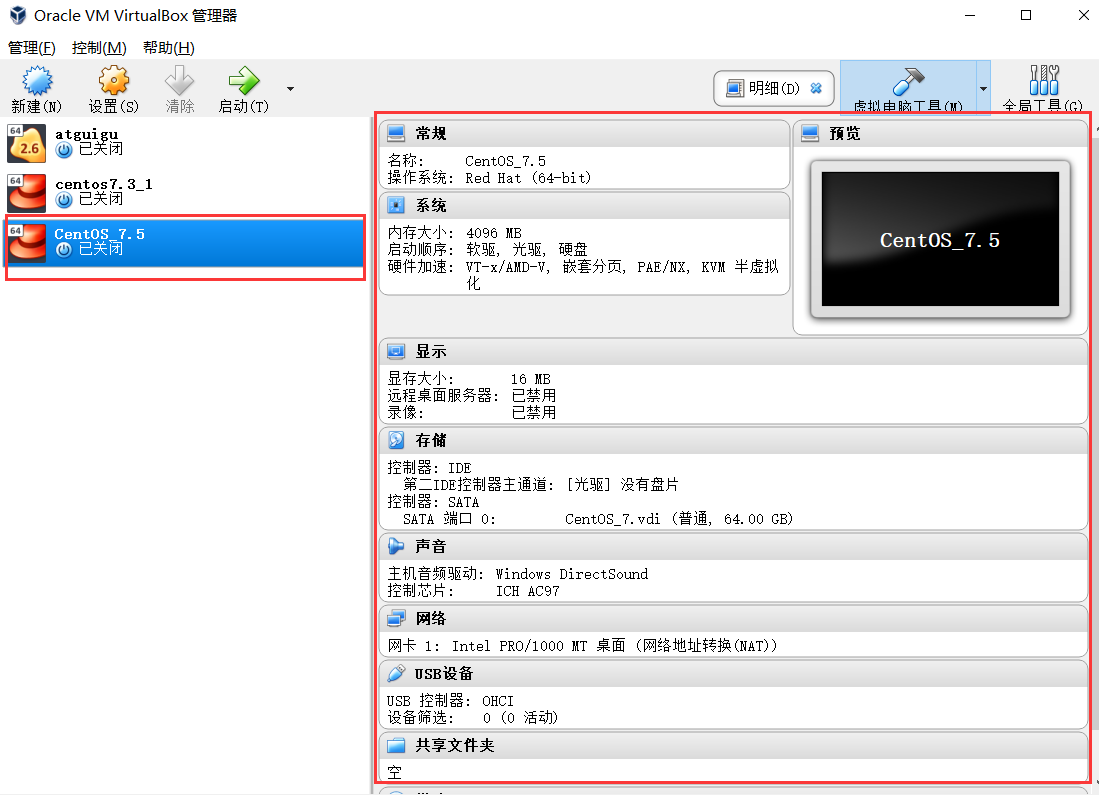 Oracle VM VirtualBox 管理器
管理(F) 控制(M) 帮助(H)
新建(N) 设置(S) 清除 启动(T) 明细(D) 虚拟电脑工具(M) 全局工具(G)
64 2.6 atguigu
已关闭
64 centos7.3_1
已关闭
64 CentOS_7.5
已关闭
常规
名称: CentOS_7.5
操作系统: Red Hat (64-bit)
预览
CentOS_7.5
系统
内存大小: 4096 MB
启动顺序: 软驱, 光驱, 硬盘
硬件加速: VT-x/AMD-V, 嵌套分页, PAE/NX, KVM 半虚拟
化
显示
显存大小: 16 MB
远程桌面服务器: 已禁用
录像: 已禁用
存储
控制器: IDE
第二IDE控制器主通道: [光驱] 没有盘片
控制器: SATA
SATA 端口 0: CentOS_7.vdi (普通, 64.00 GB)
声音
主机音频驱动: Windows DirectSound
控制芯片: ICH AC97
网络
网卡 1: Intel PRO/1000 MT 桌面 (网络地址转换(NAT))
USB设备
USB 控制器: OHCI
设备筛选: 0 (0 活动)
共享文件夹
空